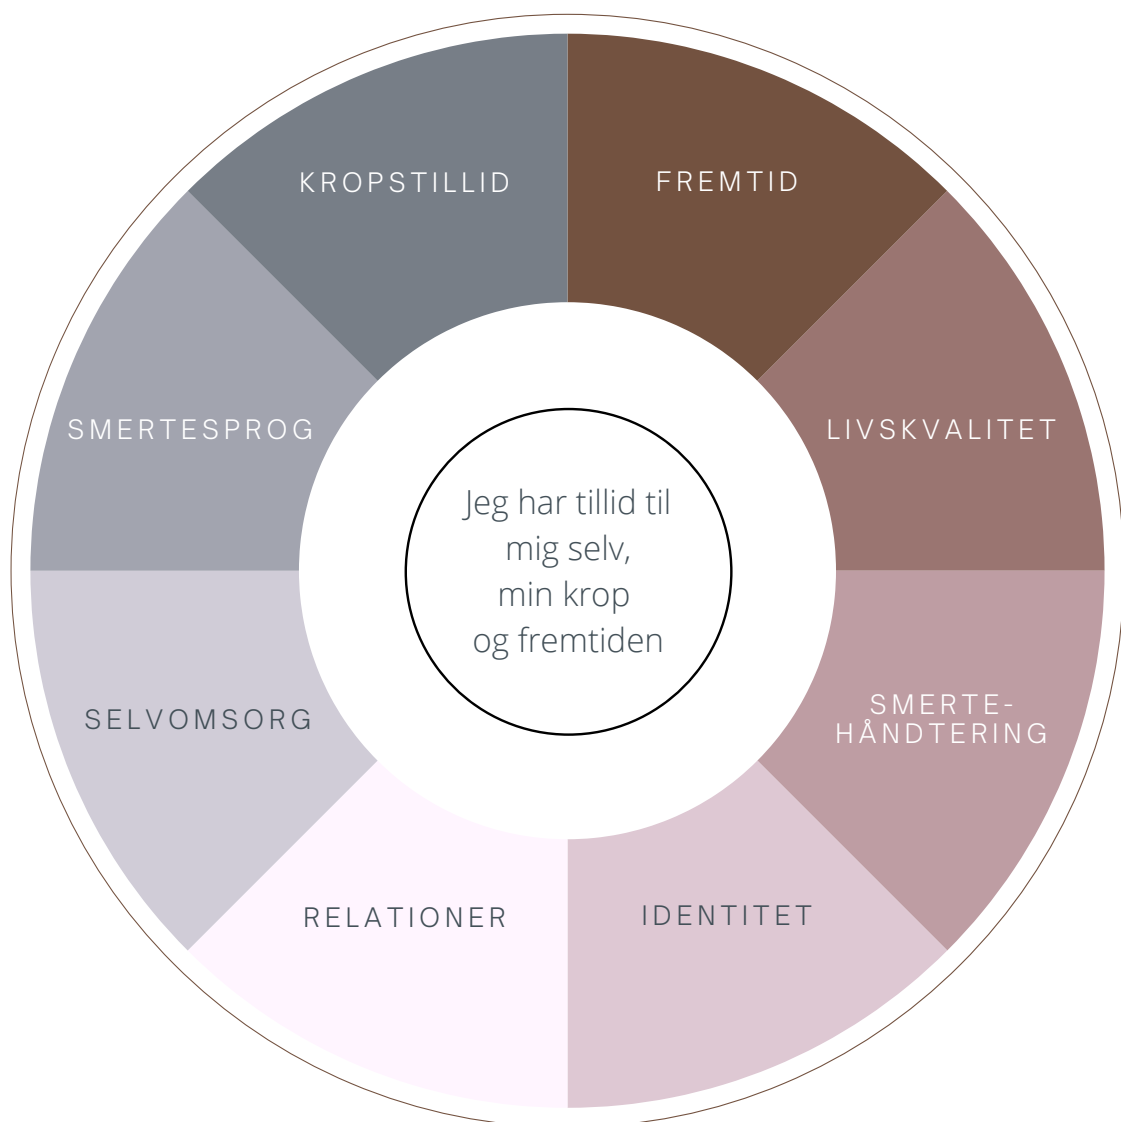 KROPSTILLID
FREMTID
SMERTESPROG
LIVSKVALITET
Jeg har tillid til
mig selv,
min krop
og fremtiden
SELVOMSORG
SMERTE-
HÅNDTERING
RELATIONER
IDENTITET